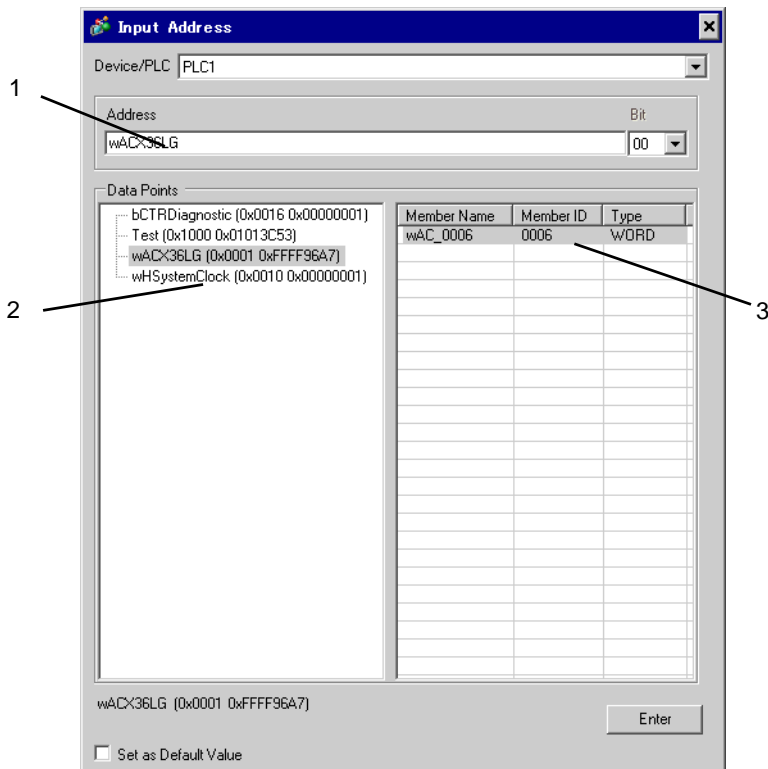 Input Address
Device/PLC PLC1
1
Address Bit
wACX36LG 00
Data Points
bCTRDiagnostic (0x0016 0x00000001)
Test (0x1000 0x01013C53)
wACX36LG (0x0001 0xFFFF96A7)
wHSystemClock (0x0010 0x00000001)
Member Name Member ID Type
wAC_0006 0006 WORD
2
3
wACX36LG (0x0001 0xFFFF96A7)
Enter
Set as Default Value